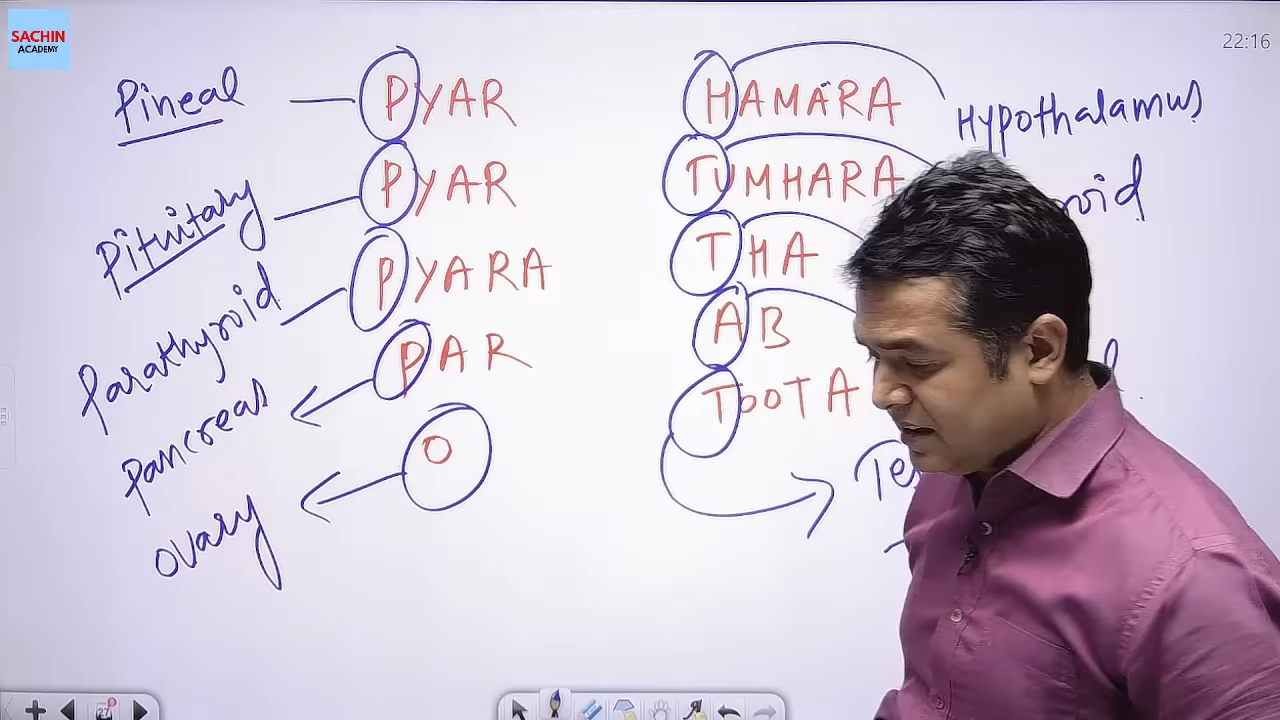 SACHIN
ACADEMY
22:16
Pineal
PYAR
HAMARA
Hypothalamus
Pituitary
PYAR
TUMHARA
Parathyroid
PYARA
THA
Pancreas
PAR
AB
Ovary
O
TOOTA
27